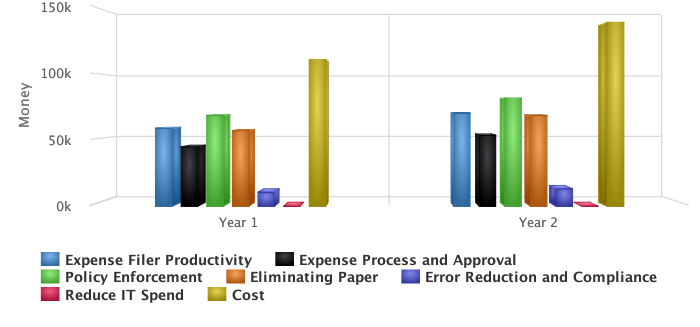 150k
100k
50k
0k
Money
Year 1
Year 2
Expense Filer Productivity
Expense Process and Approval
Policy Enforcement
Eliminating Paper
Error Reduction and Compliance
Reduce IT Spend
Cost